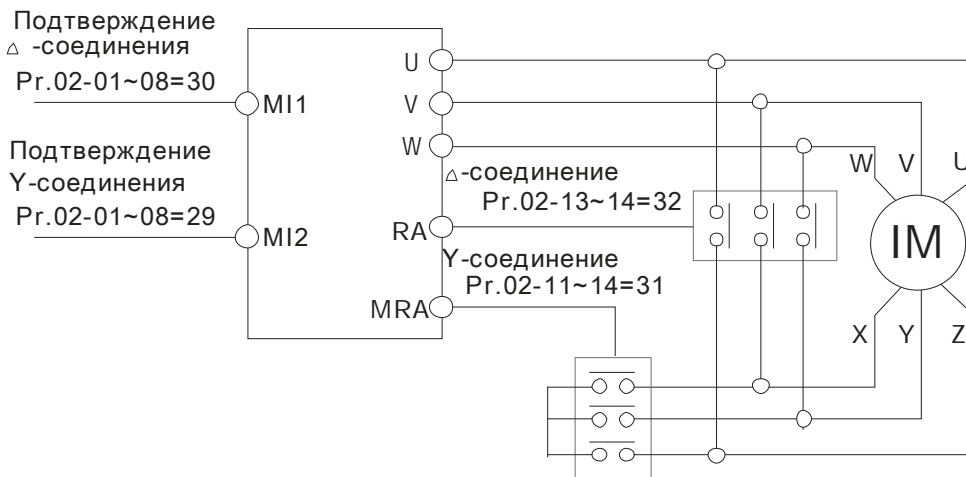 Подтверждение
△ -соединения
Pr.02-01~08=30
MI1
Подтверждение
Y-соединения
Pr.02-01~08=29
MI2
U
V
W
RA
MRA
△-соединение
Pr.02-13~14=32
Y-соединение
Pr.02-11~14=31
W V U
IM
X Y Z